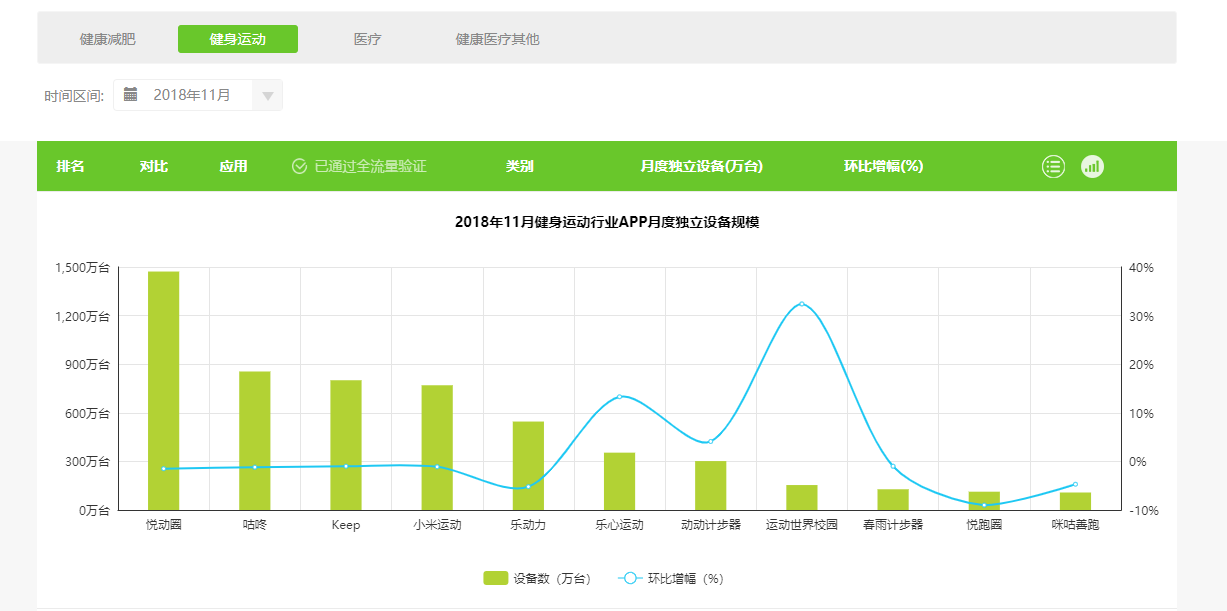 健康减肥 健身运动 医疗 健康医疗其他
时间区间: 2018年11月
排名 对比 应用 已通过全流量验证 类别 月度独立设备(万台) 环比增幅(%)
2018年11月健身运动行业APP月度独立设备规模
1,500万台 40%
1,200万台 30%
900万台 20%
600万台 10%
300万台 0%
0万台 -10%
悦动圈 咕咚 Keep 小米运动 乐动力 乐心运动 动动计步器 运动世界校园 春雨计步器 悦跑圈 咪咕善跑
设备数（万台） 环比增幅（%）